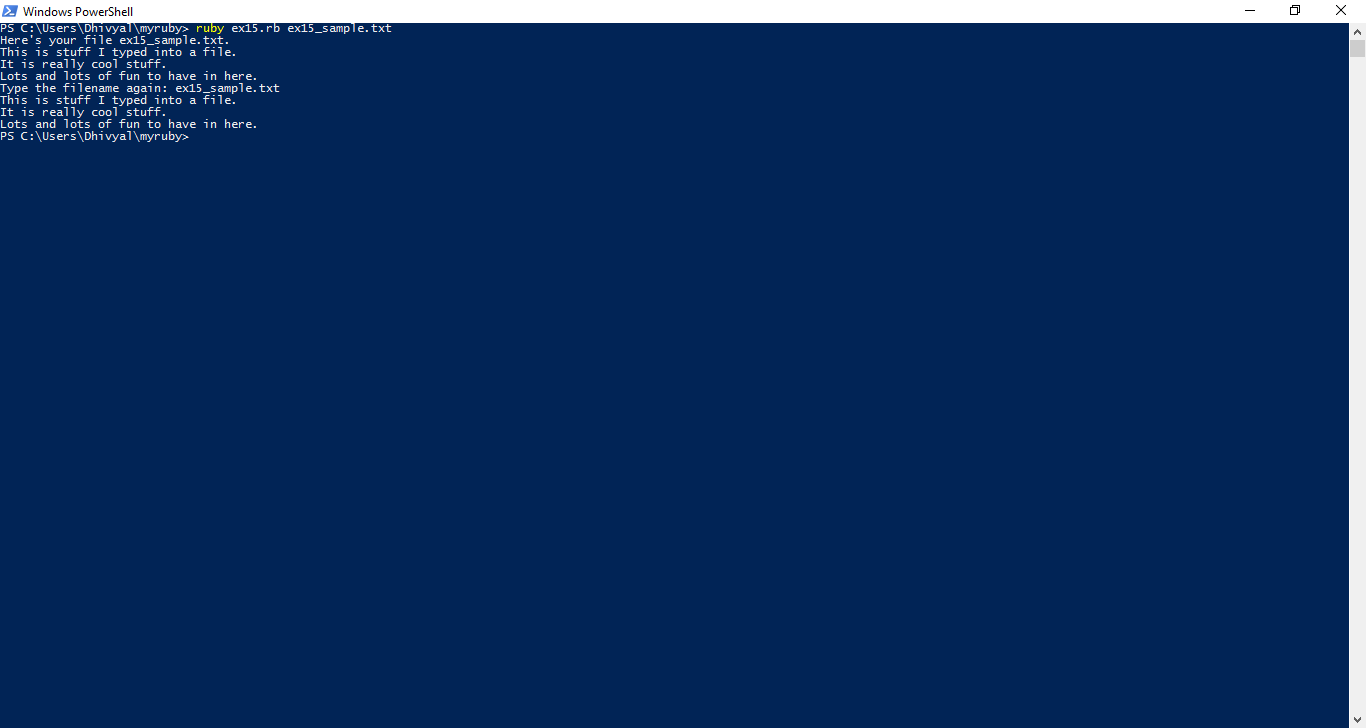 Windows PowerShell
PS C:\Users\Dhivyal\myruby> ruby ex15.rb ex15_sample.txt
Here's your file ex15_sample.txt.
This is stuff I typed into a file.
It is really cool stuff.
Lots and lots of fun to have in here.
Type the filename again: ex15_sample.txt
This is stuff I typed into a file.
It is really cool stuff.
Lots and lots of fun to have in here.
PS C:\Users\Dhivyal\myruby>